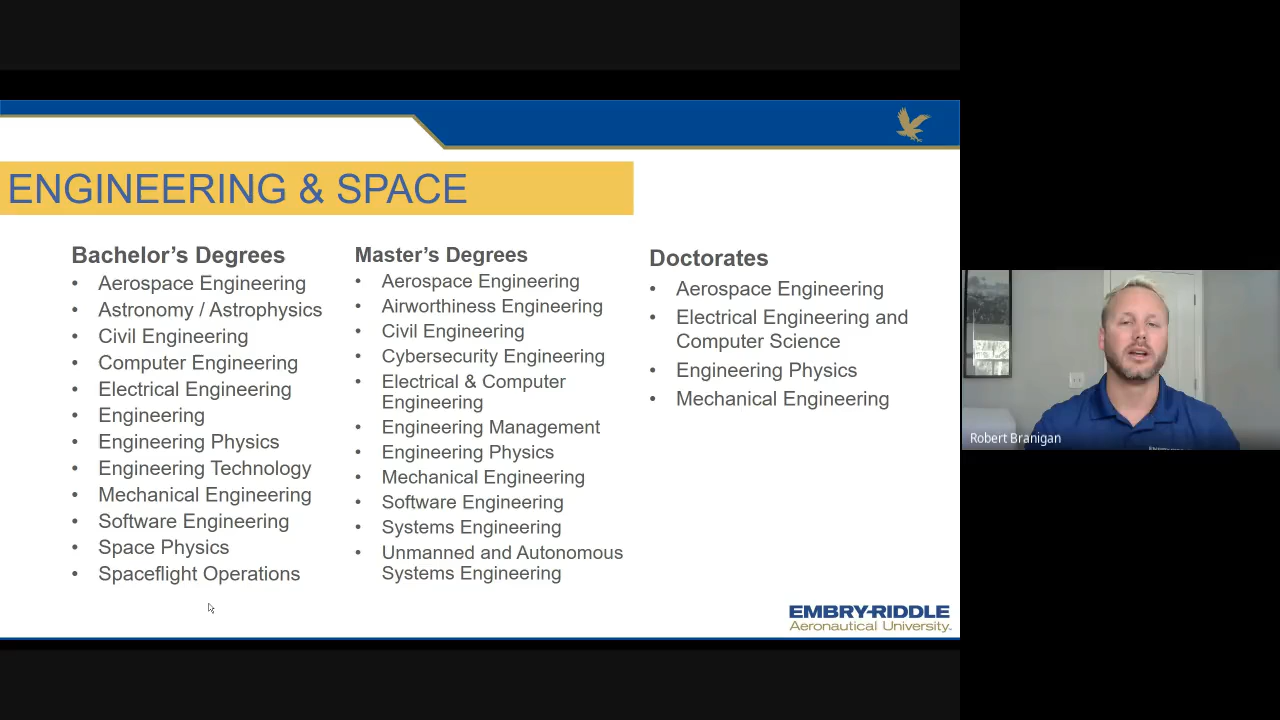 ENGINEERING & SPACE
Bachelor’s Degrees
• Aerospace Engineering
• Astronomy / Astrophysics
• Civil Engineering
• Computer Engineering
• Electrical Engineering
• Engineering
• Engineering Physics
• Engineering Technology
• Mechanical Engineering
• Software Engineering
• Space Physics
• Spaceflight Operations
Master’s Degrees
• Aerospace Engineering
• Airworthiness Engineering
• Civil Engineering
• Cybersecurity Engineering
• Electrical & Computer
Engineering
• Engineering Management
• Engineering Physics
• Mechanical Engineering
• Software Engineering
• Systems Engineering
• Unmanned and Autonomous
Systems Engineering
Doctorates
• Aerospace Engineering
• Electrical Engineering and
Computer Science
• Engineering Physics
• Mechanical Engineering
EMBRY-RIDDLE
Aeronautical University.
Robert Branigan